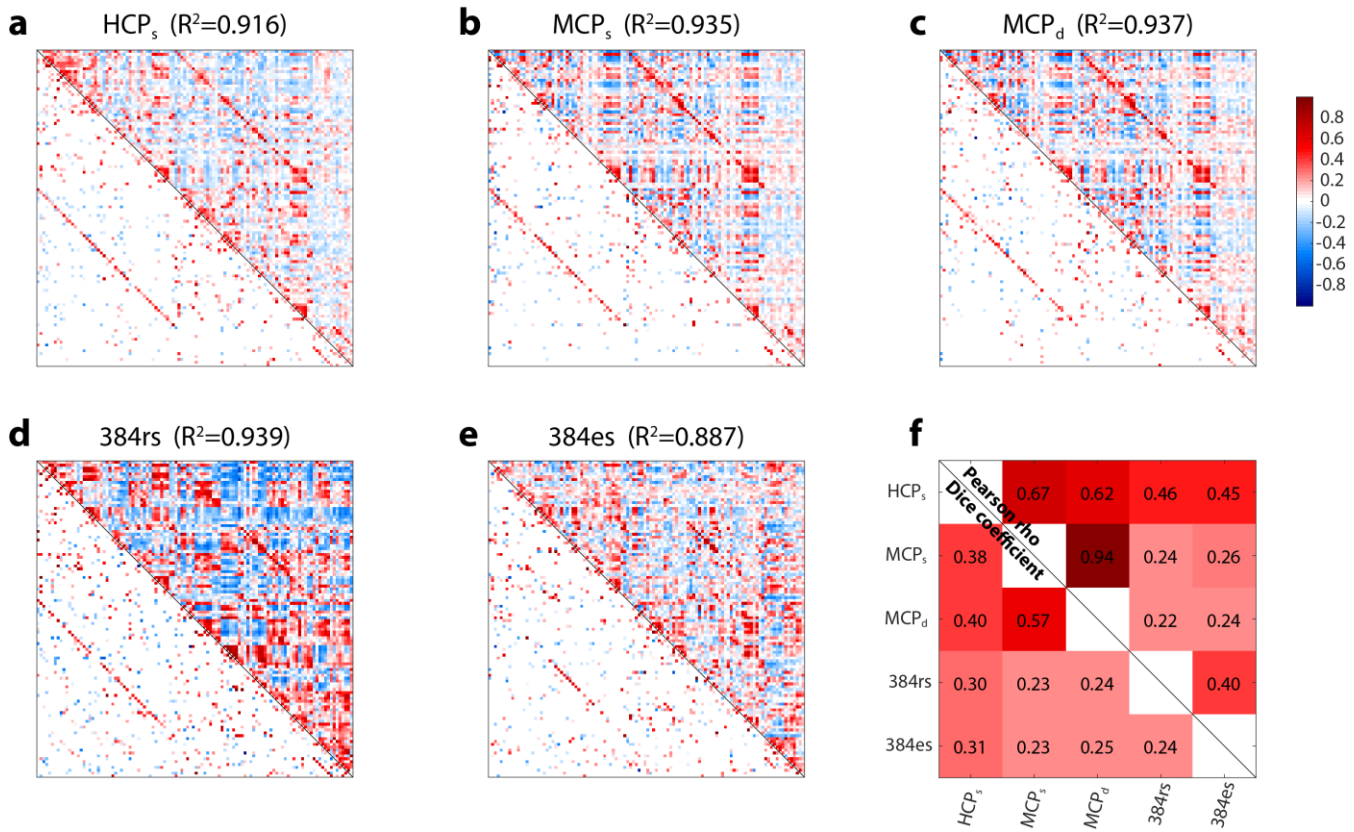 a HCPs (R²=0.916)
b MCPs (R²=0.935)
c MCPd (R²=0.937)
0.8
0.6
0.4
0.2
0
-0.2
-0.4
-0.6
-0.8
d 384rs (R²=0.939)
e 384es (R²=0.887)
f
Pearson rho
Dice coefficient
HCPs 0.67 0.62 0.46 0.45
MCPs 0.38 0.94 0.24 0.26
MCPd 0.40 0.57 0.22 0.24
384rs 0.30 0.23 0.24 0.40
384es 0.31 0.23 0.25 0.24
HCPs MCPs MCPd 384rs 384es